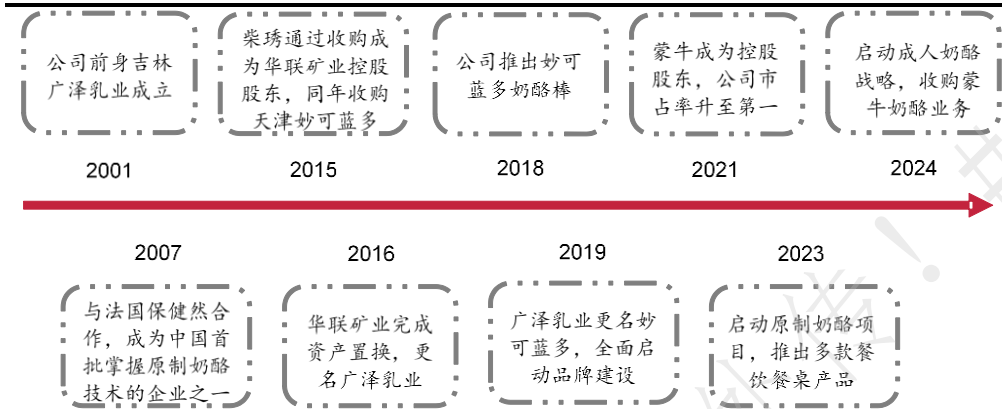 公司前身吉林
广泽乳业成立
柴琇通过收购成
为华联矿业控股
股东，同年收购
天津妙可蓝多
公司推出妙可
蓝多奶酪棒
蒙牛成为控股
股东，公司市
占率升至第一
启动成人奶酪
战略，收购蒙
牛奶酪业务
2001
2015
2018
2021
2024
2007
2016
2019
2023
与法国保健然合
作，成为中国首
批掌握原制奶酪
技术的企业之一
华联矿业完成
资产置换，更
名广泽乳业
广泽乳业更名妙
可蓝多，全面启
动品牌建设
启动原制奶酪项
目，推出多款餐
饮餐桌产品
外传！